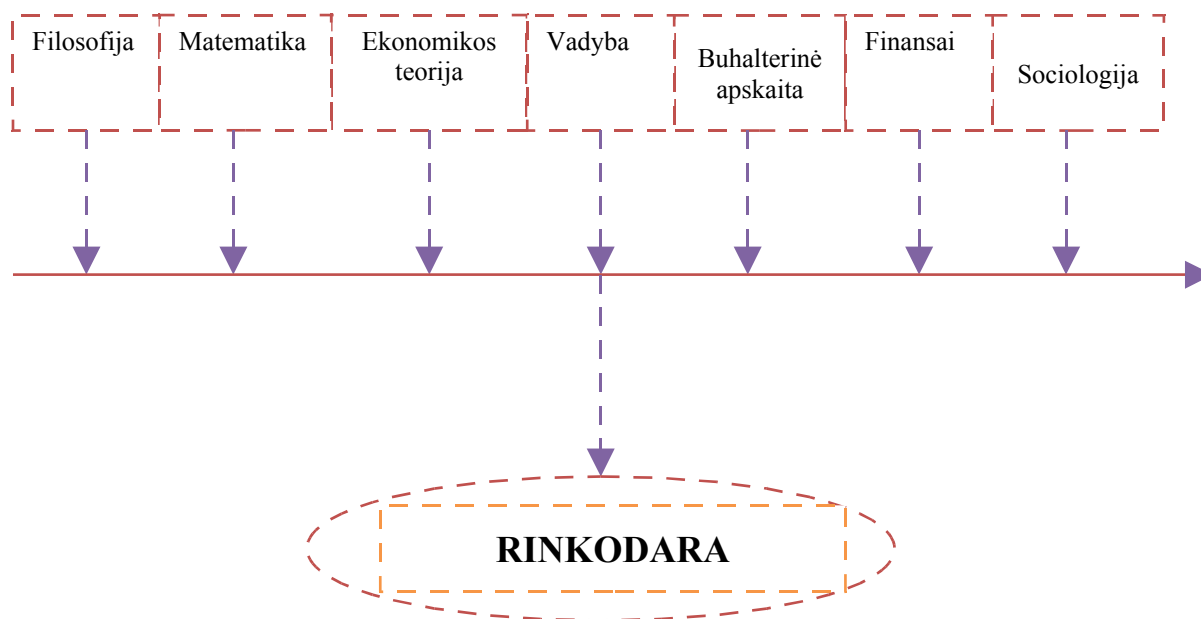 Filosofija
Matematika
Ekonomikos
teorija
Vadyba
Buhalterinė
apskaita
Finansai
Sociologija
RINKODARA